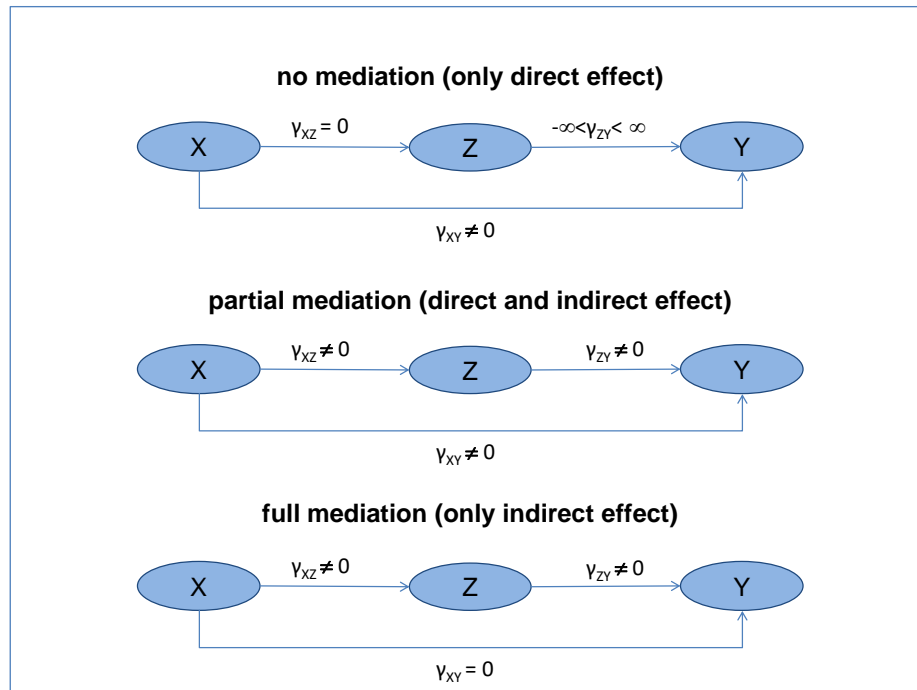 no mediation (only direct effect)
γXZ = 0
-∞<γZY< ∞
X
Z
Y
γXY ≠ 0
partial mediation (direct and indirect effect)
γXZ ≠ 0
γZY ≠ 0
X
Z
Y
γXY ≠ 0
full mediation (only indirect effect)
γXZ ≠ 0
γZY ≠ 0
X
Z
Y
γXY = 0